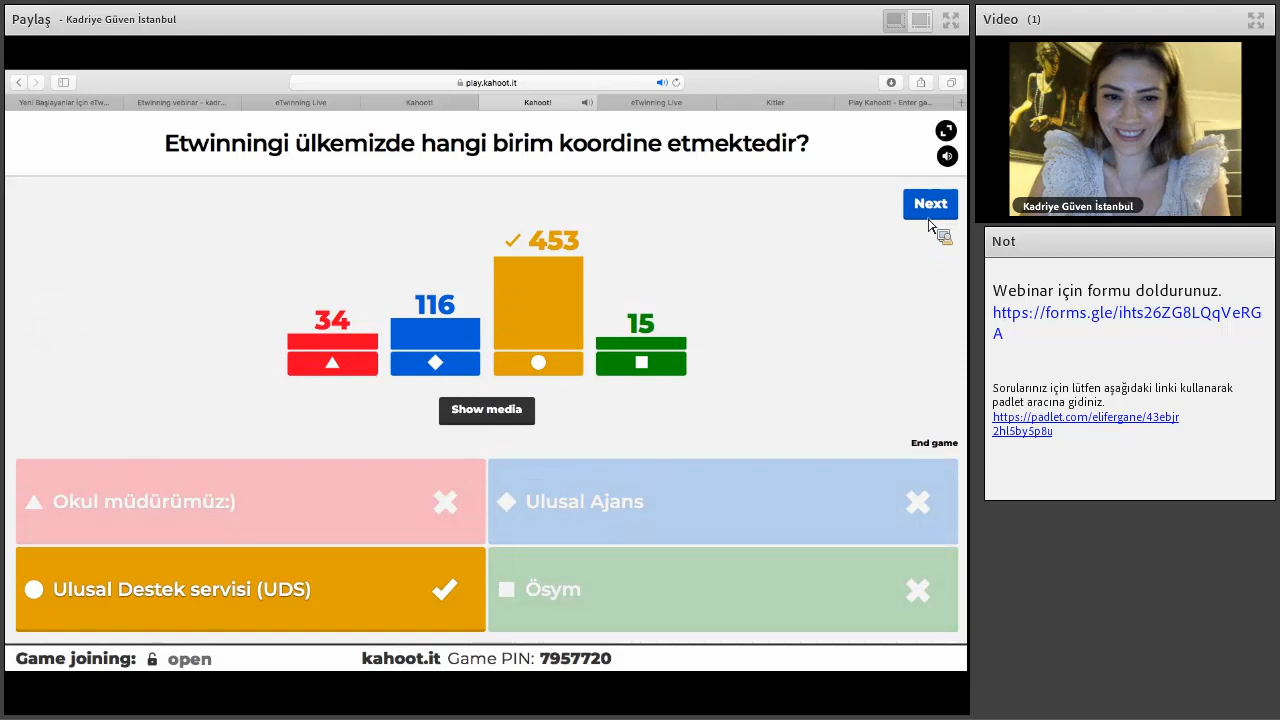 Paylaş - Kadriye Güven İstanbul
play.kahoot.it
Yeni Başlayanlar İçin eTw...
Etwinning vebinar - kadr...
eTwinning Live
Kahoot!
Kahoot!
eTwinning Live
Kitler
Play Kahoot! - Enter ga...
Etwinningi ülkemizde hangi birim koordine etmektedir?
Next
34
116
453
15
Show media
End game
Okul müdürümüz:)
Ulusal Ajans
Ulusal Destek servisi (UDS)
Ösym
Game joining: open
kahoot.it Game PIN: 7957720
Video (1)
Kadriye Güven İstanbul
Not
Webinar için formu doldurunuz.
https://forms.gle/ihts26ZG8LQqVeRG
A
Sorularınız için lütfen aşağıdaki linki kullanarak
padlet aracına gidiniz.
https://padlet.com/elifergane/43ebjr
2hl5by5p8u